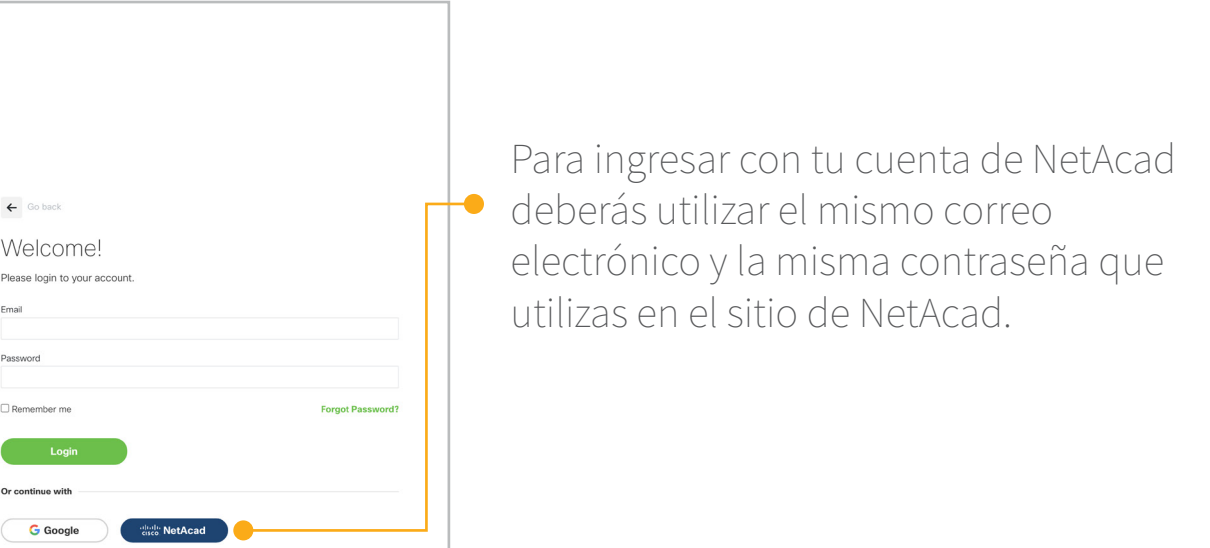 Go back
Welcome!
Please login to your account.
Email
Password
Remember me
Forgot Password?
Login
Or continue with
Google
CISCO NetAcad
Para ingresar con tu cuenta de NetAcad
deberás utilizar el mismo correo
electrónico y la misma contraseña que
utilizas en el sitio de NetAcad.